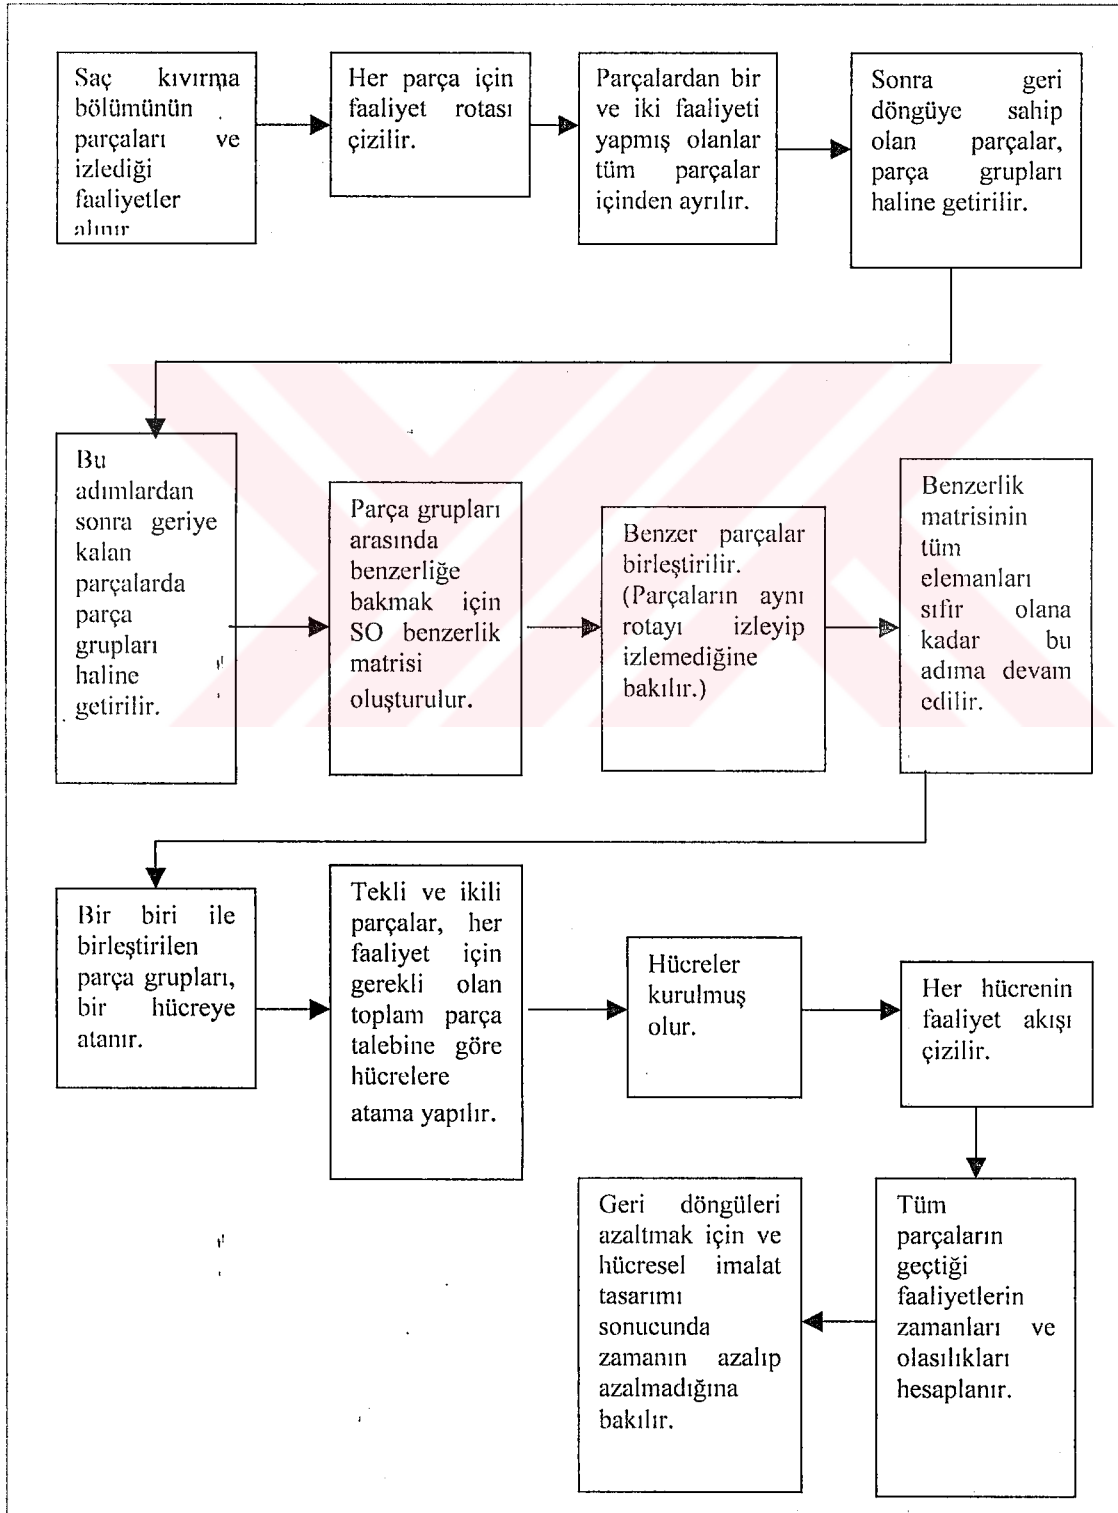 Saç kıvırma
bölümünün
parçaları ve
izlediği
faaliyetler
alınır
Her parça için
faaliyet rotası
çizilir.
Parçalardan bir
ve iki faaliyeti
yapmış olanlar
tüm parçalar
içinden ayrılır.
Sonra geri
döngüye sahip
olan parçalar,
parça grupları
haline getirilir.
Bu
adımlardan
sonra geriye
kalan
parçalarda
parça
grupları
haline
getirilir.
Parça grupları
arasında
benzerliğe
bakmak için
SO benzerlik
matrisi
oluşturulur.
Benzer parçalar
birleştirilir.
(Parçaların aynı
rotayı izleyip
izlemediğine
bakılır.)
Benzerlik
matrisinin
tüm
elemanları
sıfır olana
kadar bu
adıma devam
edilir.
Bir biri ile
birleştirilen
parça grupları,
bir hücreye
atanır.
Tekli ve ikili
parçalar, her
faaliyet için
gerekli olan
toplam parça
talebine göre
hücrelere
atama yapılır.
Hücreler
kurulmuş
olur.
Her hücrenin
faaliyet akışı
çizilir.
Geri döngüleri
azaltmak için ve
hücresel imalat
tasarımı
sonucunda
zamanın azalıp
azalmadığına
bakılır.
Tüm
parçaların
geçtiği
faaliyetlerin
zamanları ve
olasılıkları
hesaplanır.